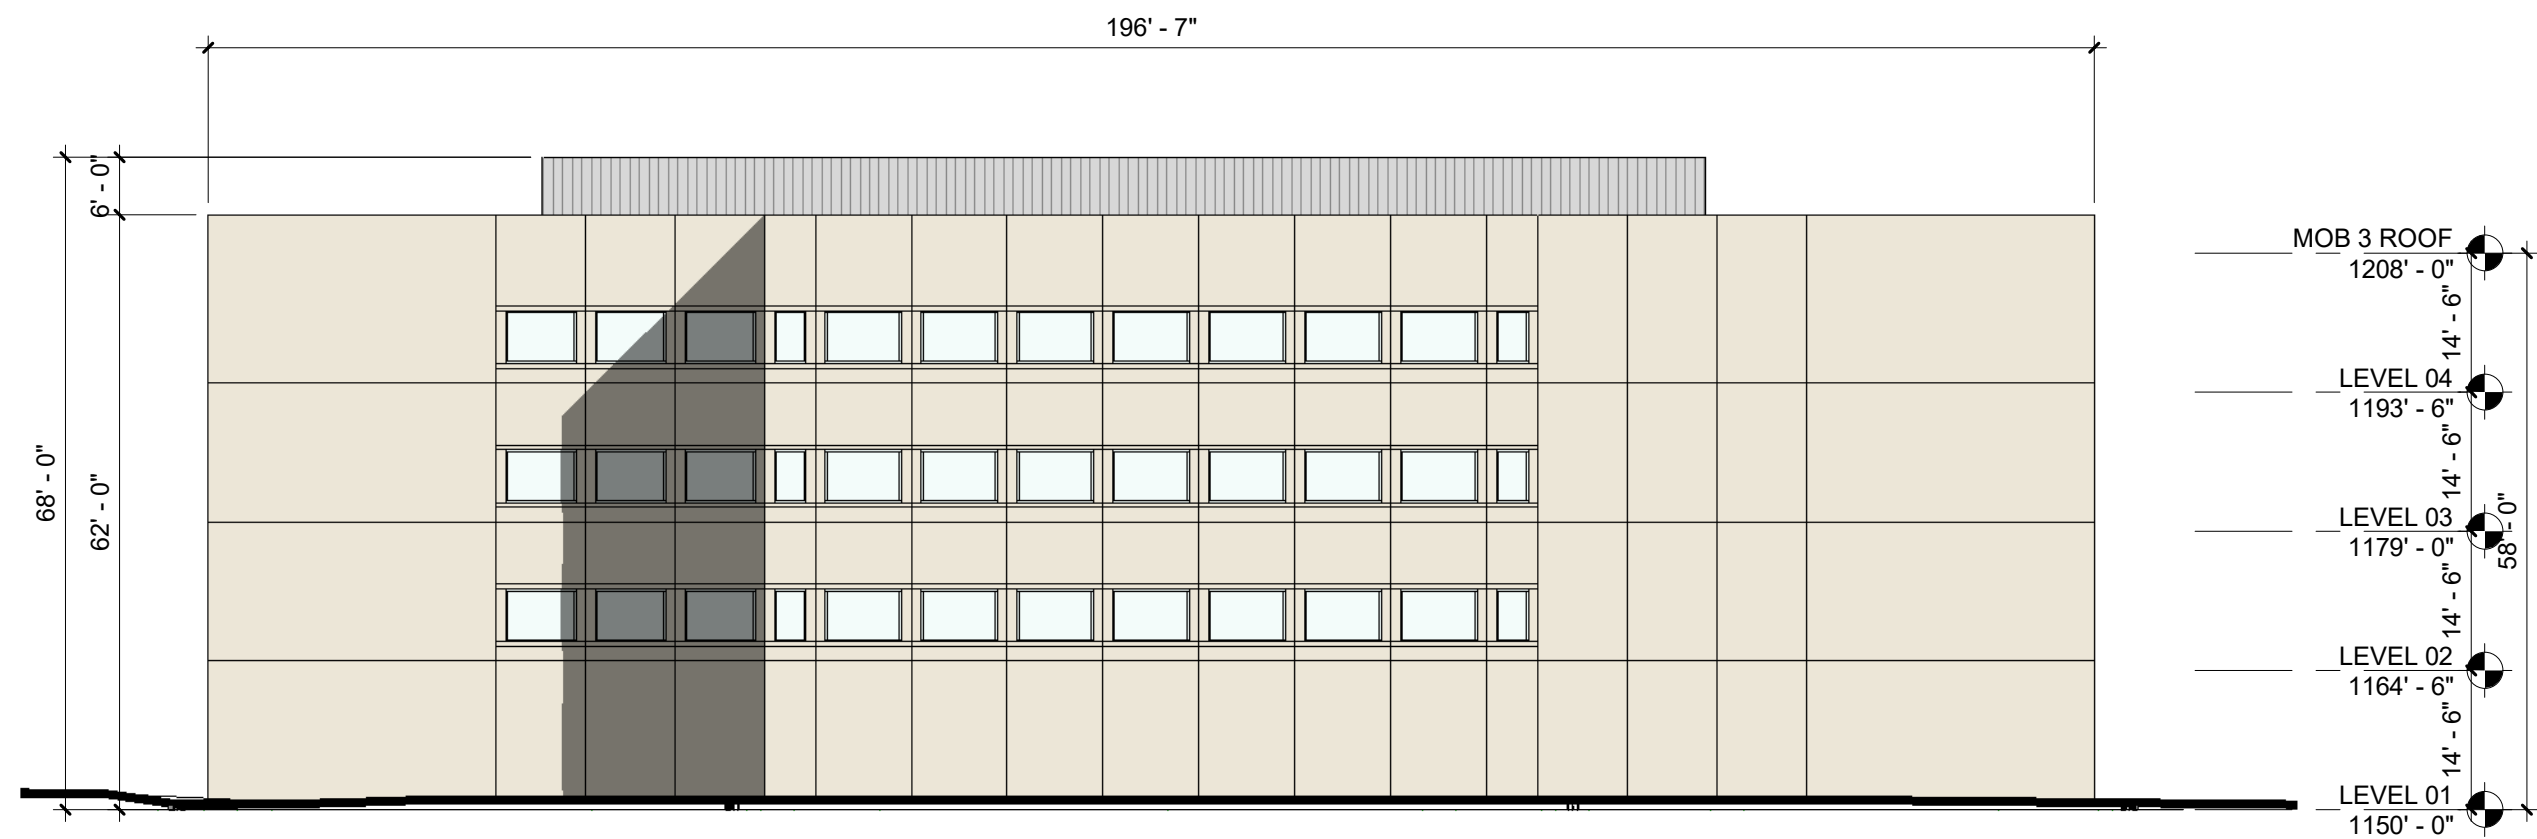 196' - 7"
6' - 0"
68' - 0"
62' - 0"
MOB 3 ROOF
1208' - 0"
14' - 6"
LEVEL 04
1193' - 6"
14' - 6"
LEVEL 03
1179' - 0"
58' - 0"
14' - 6"
LEVEL 02
1164' - 6"
14' - 6"
LEVEL 01
1150' - 0"